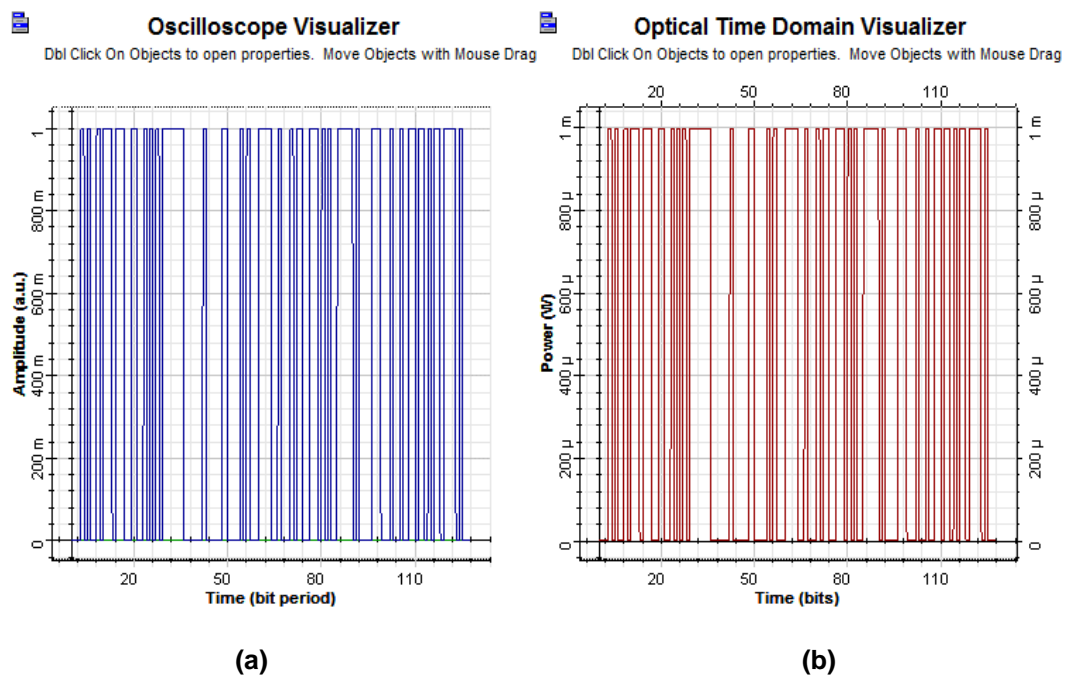 Oscilloscope Visualizer
Dbl Click On Objects to open properties. Move Objects with Mouse Drag
1
800 m
600 m
400 m
200 m
0
Amplitude (a.u.)
20 50 80 110
Time (bit period)
(a)
Optical Time Domain Visualizer
Dbl Click On Objects to open properties. Move Objects with Mouse Drag
20 50 80 110
1 m
800 µ
600 µ
400 µ
200 µ
0
Power (W)
1 m
800 µ
600 µ
400 µ
200 µ
0
20 50 80 110
Time (bits)
(b)